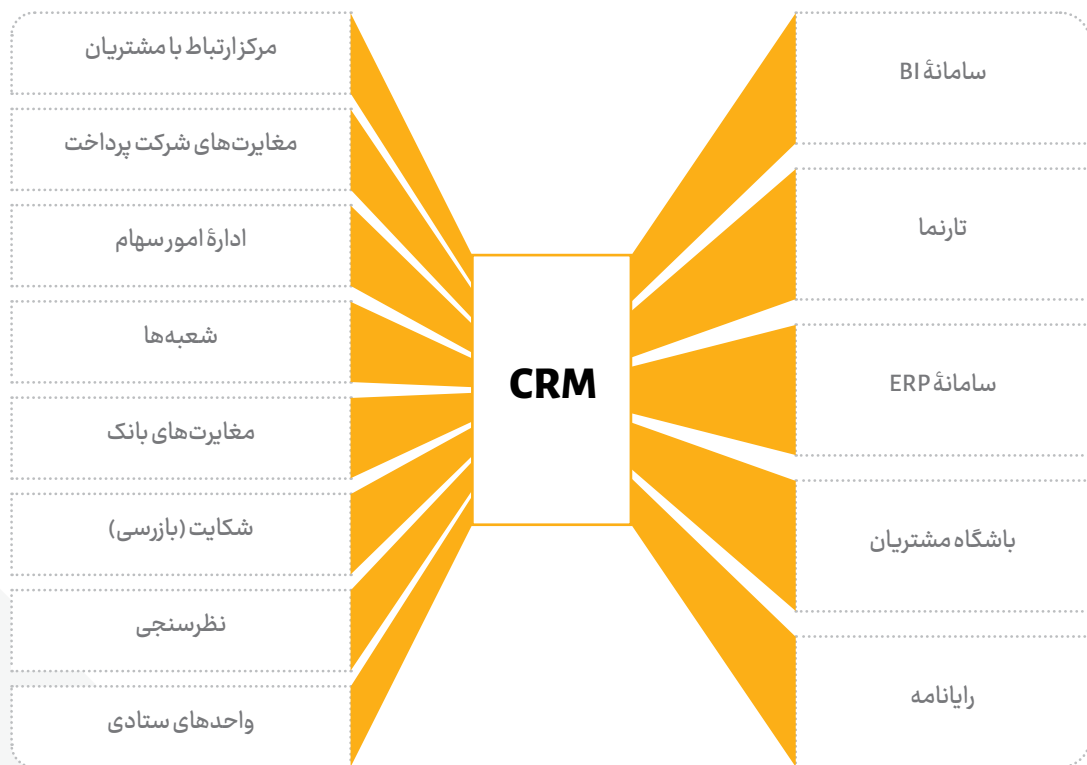 سامانهٔ BI
تارنما
سامانهٔ ERP
باشگاه مشتریان
رایانامه
CRM
مرکز ارتباط با مشتریان
مغایرت‌های شرکت پرداخت
ادارهٔ امور سهام
شعبه‌ها
مغایرت‌های بانک
شکایت (بازرسی)
نظرسنجی
واحدهای ستادی